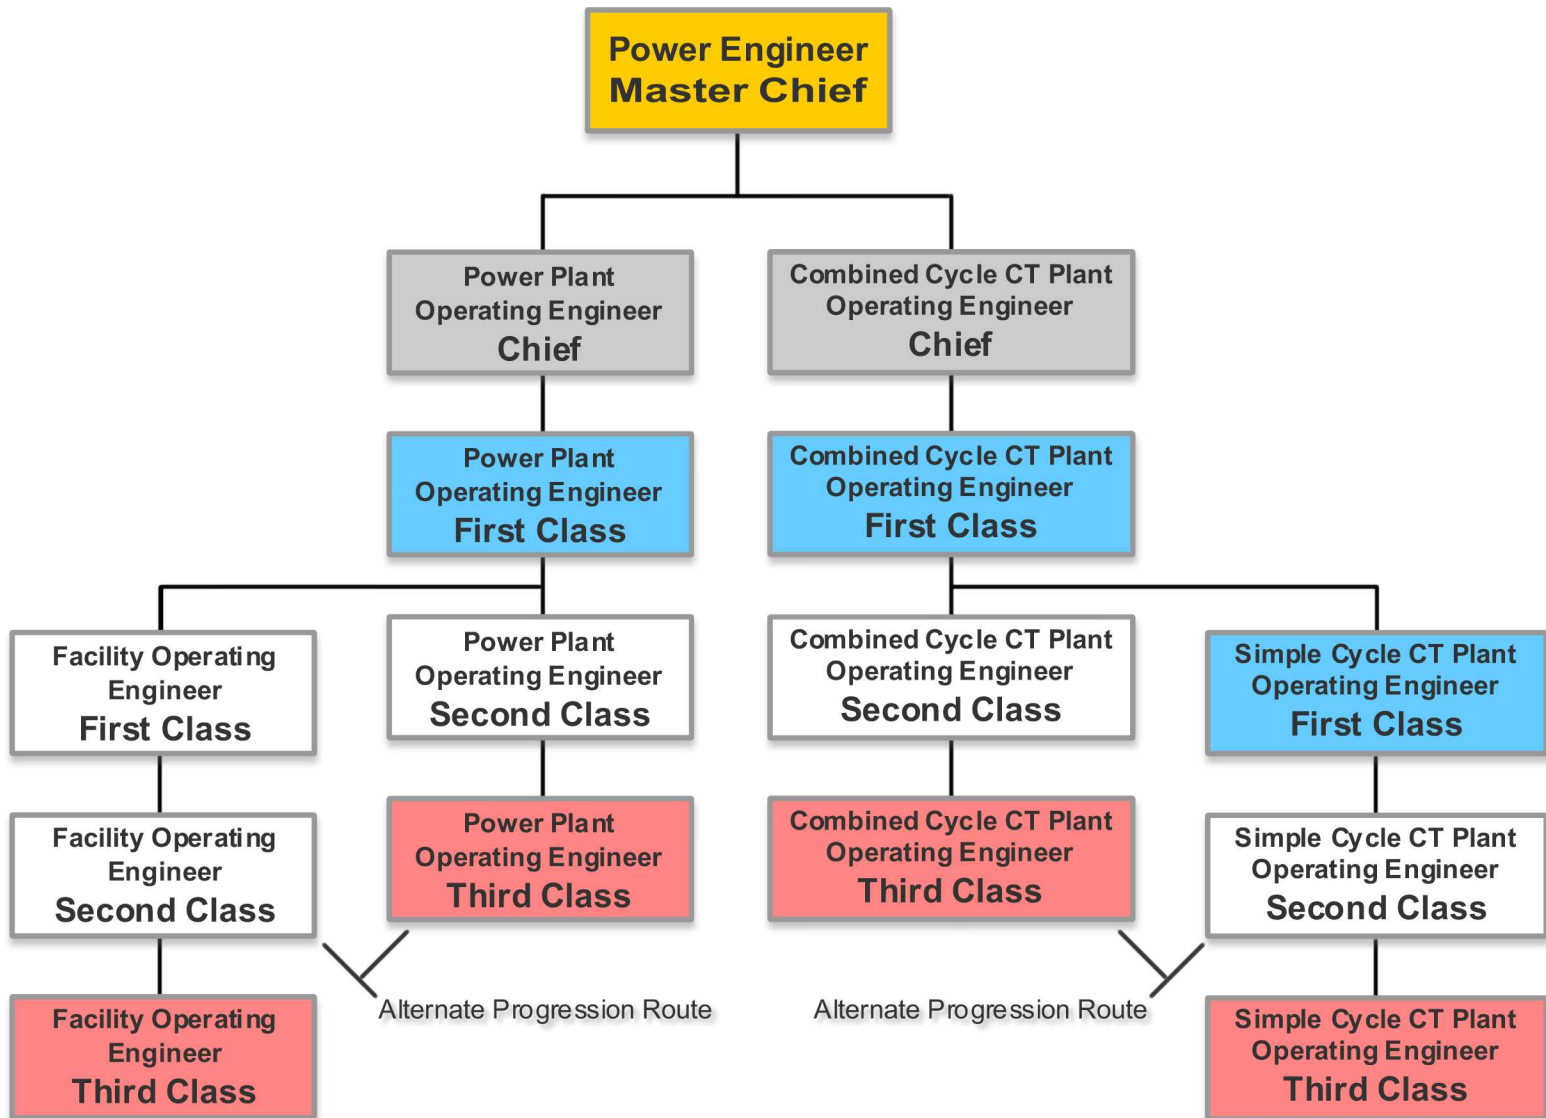 Power Engineer
Master Chief
Power Plant
Operating Engineer
Chief
Combined Cycle CT Plant
Operating Engineer
Chief
Power Plant
Operating Engineer
First Class
Combined Cycle CT Plant
Operating Engineer
First Class
Facility Operating
Engineer
First Class
Power Plant
Operating Engineer
Second Class
Combined Cycle CT Plant
Operating Engineer
Second Class
Simple Cycle CT Plant
Operating Engineer
First Class
Facility Operating
Engineer
Second Class
Power Plant
Operating Engineer
Third Class
Combined Cycle CT Plant
Operating Engineer
Third Class
Simple Cycle CT Plant
Operating Engineer
Second Class
Alternate Progression Route
Alternate Progression Route
Facility Operating
Engineer
Third Class
Simple Cycle CT Plant
Operating Engineer
Third Class